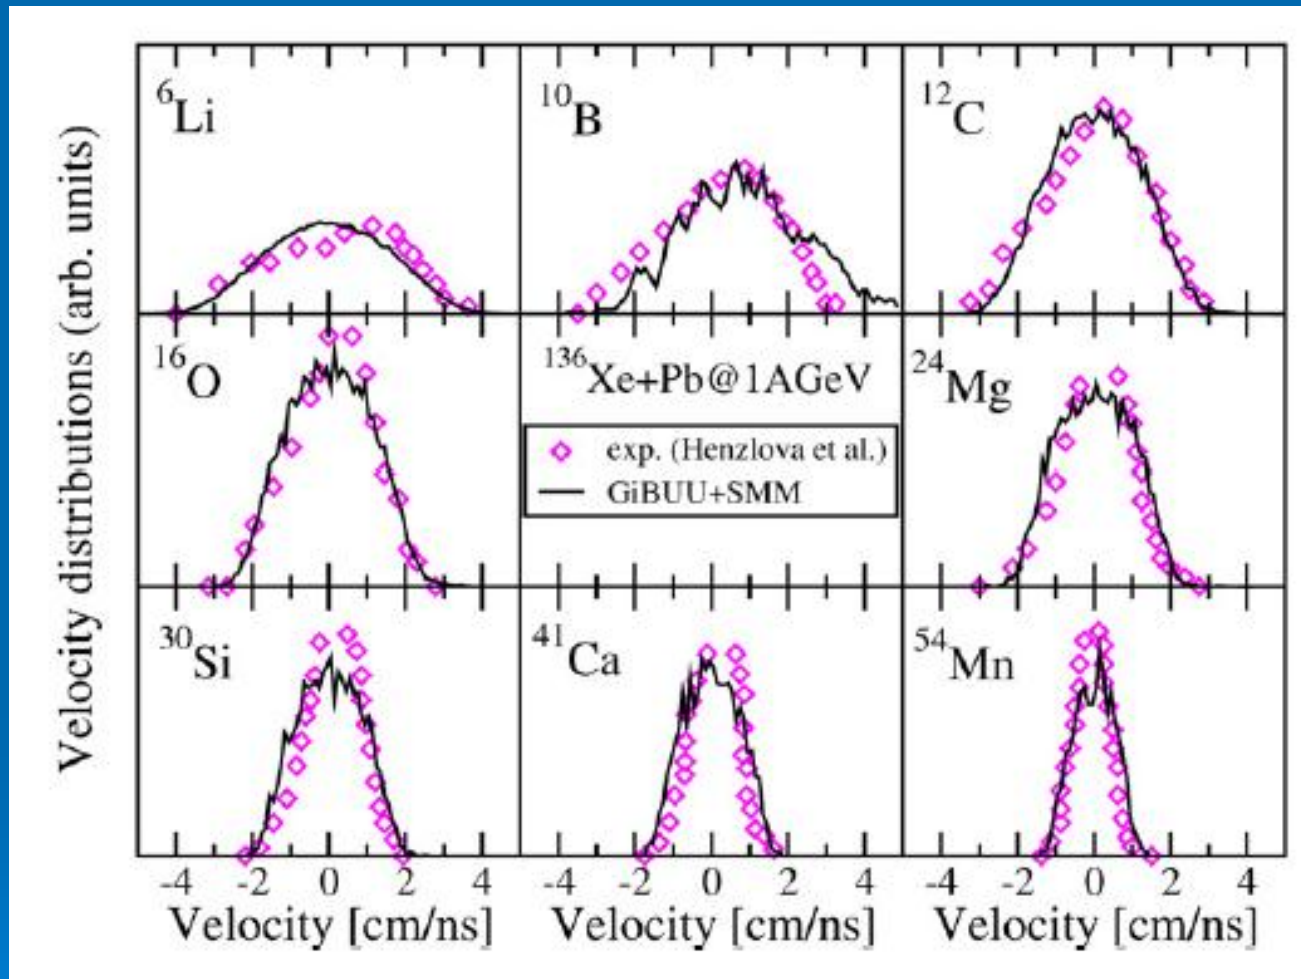 Velocity distributions (arb. units)
6Li
10B
12C
16O
136Xe+Pb@1AGeV
24Mg
exp. (Henzlova et al.)
GiBUU+SMM
30Si
41Ca
54Mn
-4 -2 0 2 4 -4 -2 0 2 4 -4 -2 0 2 4
Velocity [cm/ns] Velocity [cm/ns] Velocity [cm/ns]